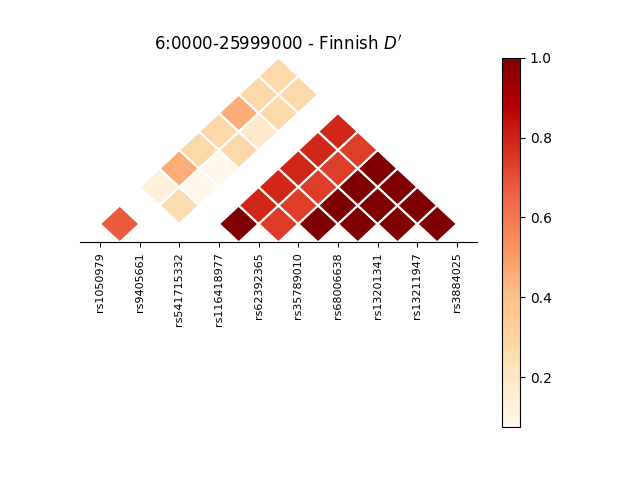 6:0000-25999000 - Finnish D′
1.0
0.8
0.6
0.4
0.2
rs1050979
rs9405661
rs541715332
rs116418977
rs62392365
rs35789010
rs68006638
rs13201341
rs13211947
rs3884025